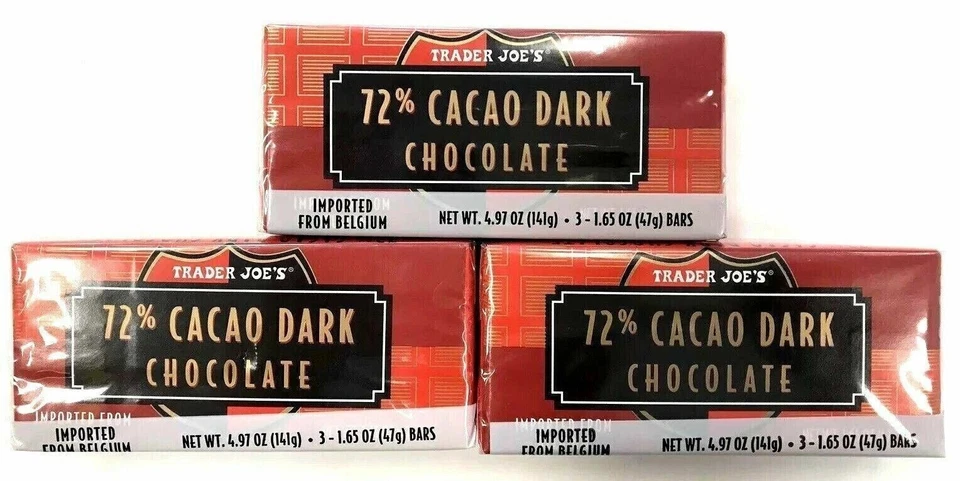 TRADER JOE'S®
72% CACAO DARK
CHOCOLATE
IMPORTED
FROM BELGIUM
NET WT. 4.97 OZ (141g) • 3 - 1.65 OZ (47g) BARS
TRADER JOE'S®
72% CACAO DARK
CHOCOLATE
IMPORTED FROM
IMPORTED
FROM BELGIUM
NET WT. 4.97 OZ (141g) • 3 - 1.65 OZ (47g) BARS
TRADER JOE'S®
72% CACAO DARK
CHOCOLATE
IMPORTED
FROM BELGIUM
NET WT. 4.97 OZ (141g) • 3 - 1.65 OZ (47g) BARS